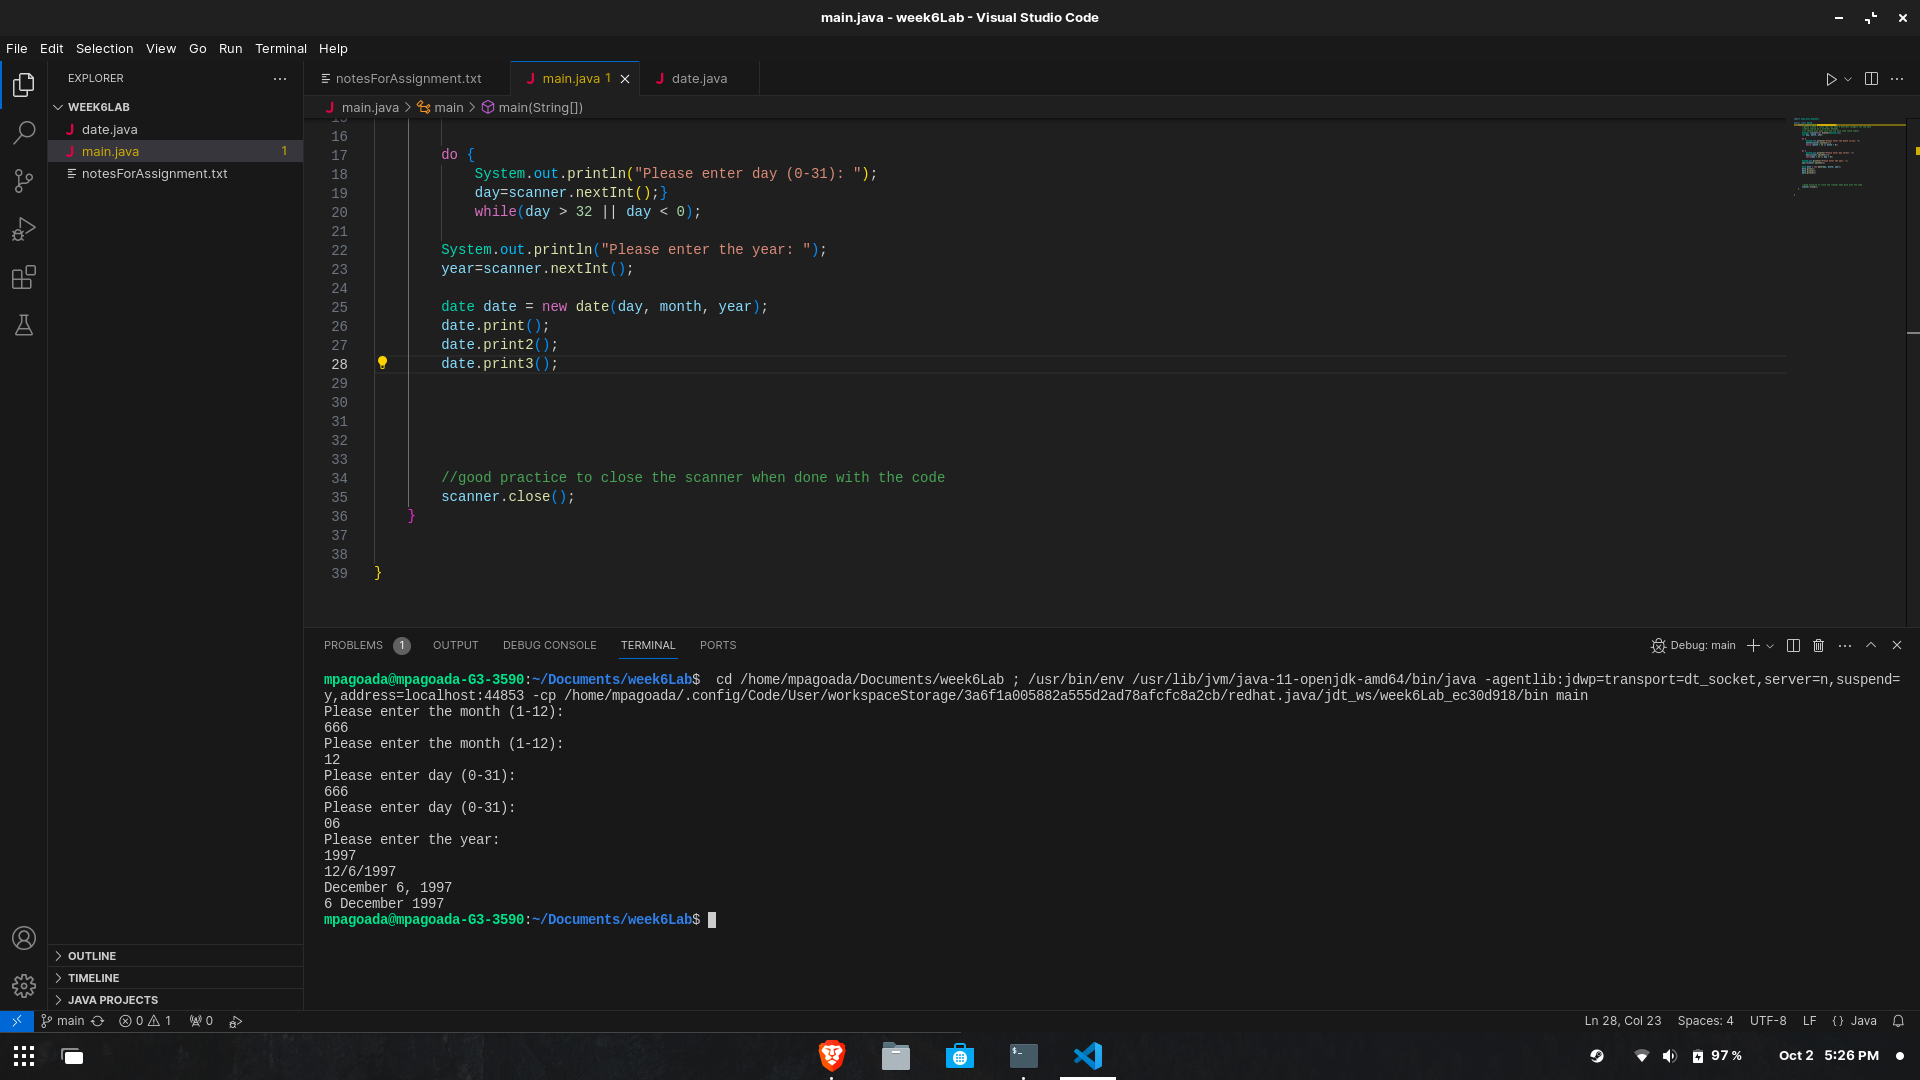 main.java - week6Lab - Visual Studio Code
File Edit Selection View Go Run Terminal Help
EXPLORER
WEEK6LAB
date.java
main.java 1
notesForAssignment.txt
OUTLINE
TIMELINE
JAVA PROJECTS
notesForAssignment.txt main.java 1 date.java
main.java > main > main(String[])
15
16
17 do {
18 System.out.println("Please enter day (0-31): ");
19 day=scanner.nextInt();}
20 while(day > 32 || day < 0);
21
22 System.out.println("Please enter the year: ");
23 year=scanner.nextInt();
24
25 date date = new date(day, month, year);
26 date.print();
27 date.print2();
28 date.print3();
29
30
31
32
33
34 //good practice to close the scanner when done with the code
35 scanner.close();
36 }
37
38
39 }
PROBLEMS 1 OUTPUT DEBUG CONSOLE TERMINAL PORTS Debug: main
mpagoada@mpagoada-G3-3590:~/Documents/week6Lab$ cd /home/mpagoada/Documents/week6Lab ; /usr/bin/env /usr/lib/jvm/java-11-openjdk-amd64/bin/java -agentlib:jdwp=transport=dt_socket,server=n,suspend=
y,address=localhost:44853 -cp /home/mpagoada/.config/Code/User/workspaceStorage/3a6f1a005882a555d2ad78afcfc8a2cb/redhat.java/jdt_ws/week6Lab_ec30d918/bin main
Please enter the month (1-12):
666
Please enter the month (1-12):
12
Please enter day (0-31):
666
Please enter day (0-31):
06
Please enter the year:
1997
12/6/1997
December 6, 1997
6 December 1997
mpagoada@mpagoada-G3-3590:~/Documents/week6Lab$
main 0 1 0 Ln 28, Col 23 Spaces: 4 UTF-8 LF {} Java
97 % Oct 2 5:26 PM